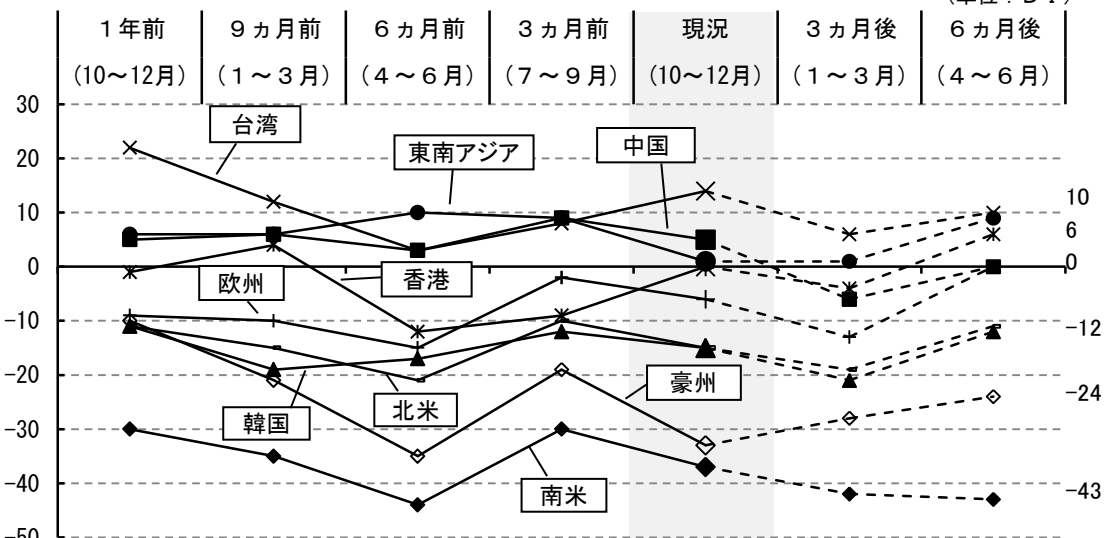 (単位：DI)
1年前 9ヵ月前 6ヵ月前 3ヵ月前 現況 3ヵ月後 6ヵ月後
(10～12月) (1～3月) (4～6月) (7～9月) (10～12月) (1～3月) (4～6月)
30
台湾
東南アジア
中国
20
10
10
6
0
0
欧州
香港
-10
-12
-20
豪州
-24
北米
韓国
-30
南米
-40
-43
-50